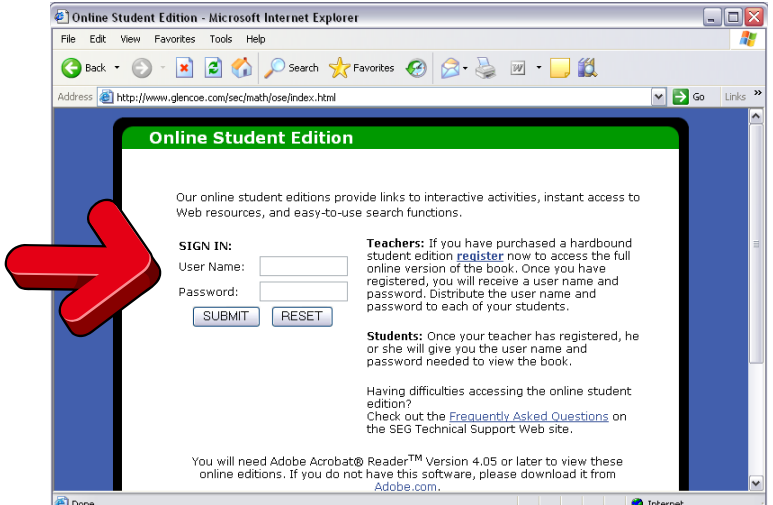 Online Student Edition - Microsoft Internet Explorer
File Edit View Favorites Tools Help
Back Search Favorites
Address http://www.glencoe.com/sec/math/ose/index.html Go Links »
Online Student Edition
Our online student editions provide links to interactive activities, instant access to
Web resources, and easy-to-use search functions.
SIGN IN:
User Name:
Password:
SUBMIT RESET
Teachers: If you have purchased a hardbound
student edition register now to access the full
online version of the book. Once you have
registered, you will receive a user name and
password. Distribute the user name and
password to each of your students.
Students: Once your teacher has registered, he
or she will give you the user name and
password needed to view the book.
Having difficulties accessing the online student
edition?
Check out the Frequently Asked Questions on
the SEG Technical Support Web site.
You will need Adobe Acrobat® Reader™ Version 4.05 or later to view these
online editions. If you do not have this software, please download it from
Adobe.com.
Done Internet